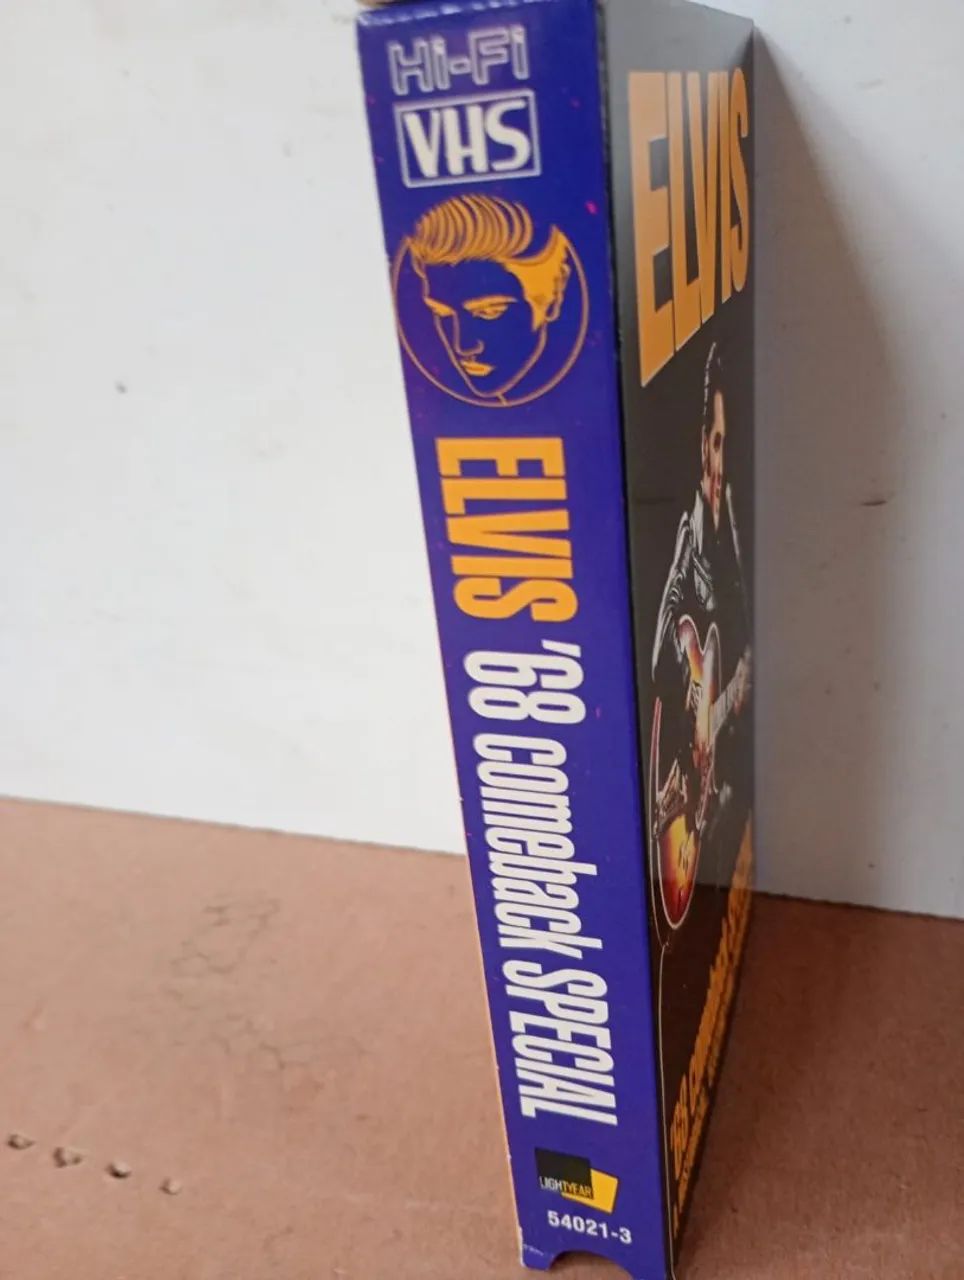 Hi-Fi
VHS
ELVIS '68 comeback SPECIAL
LIGHTYEAR
54021-3
ELVIS